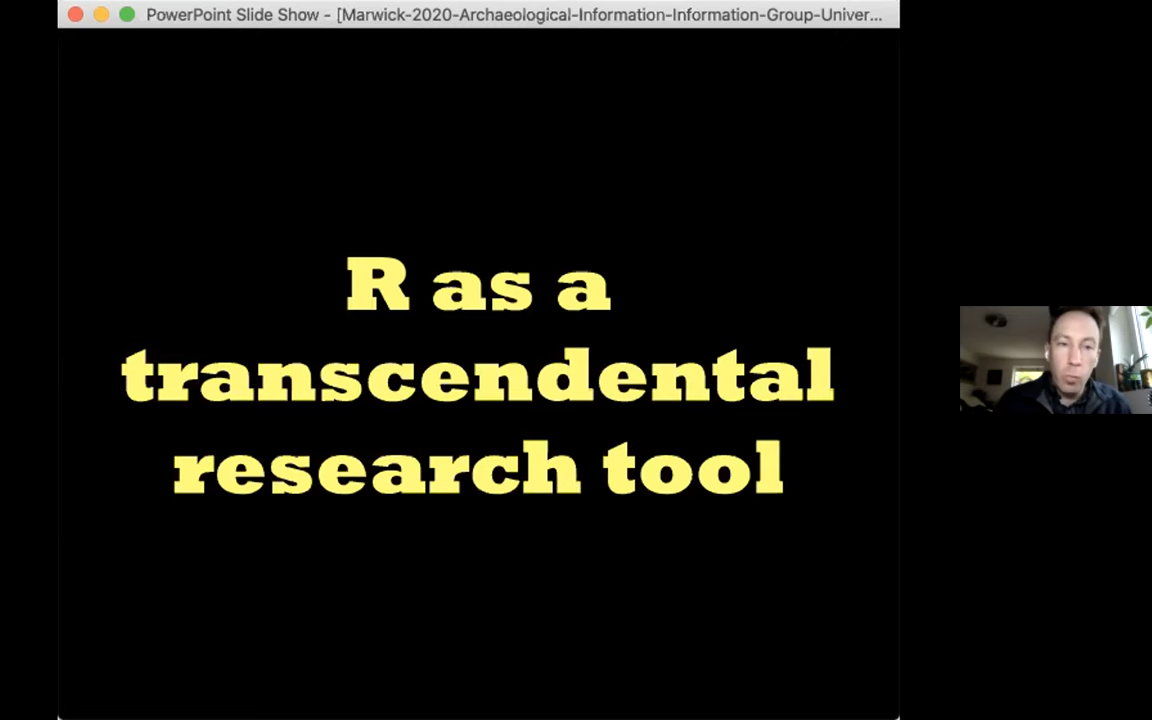 PowerPoint Slide Show - [Marwick-2020-Archaeological-Information-Information-Group-Univer...
R as a
transcendental
research tool